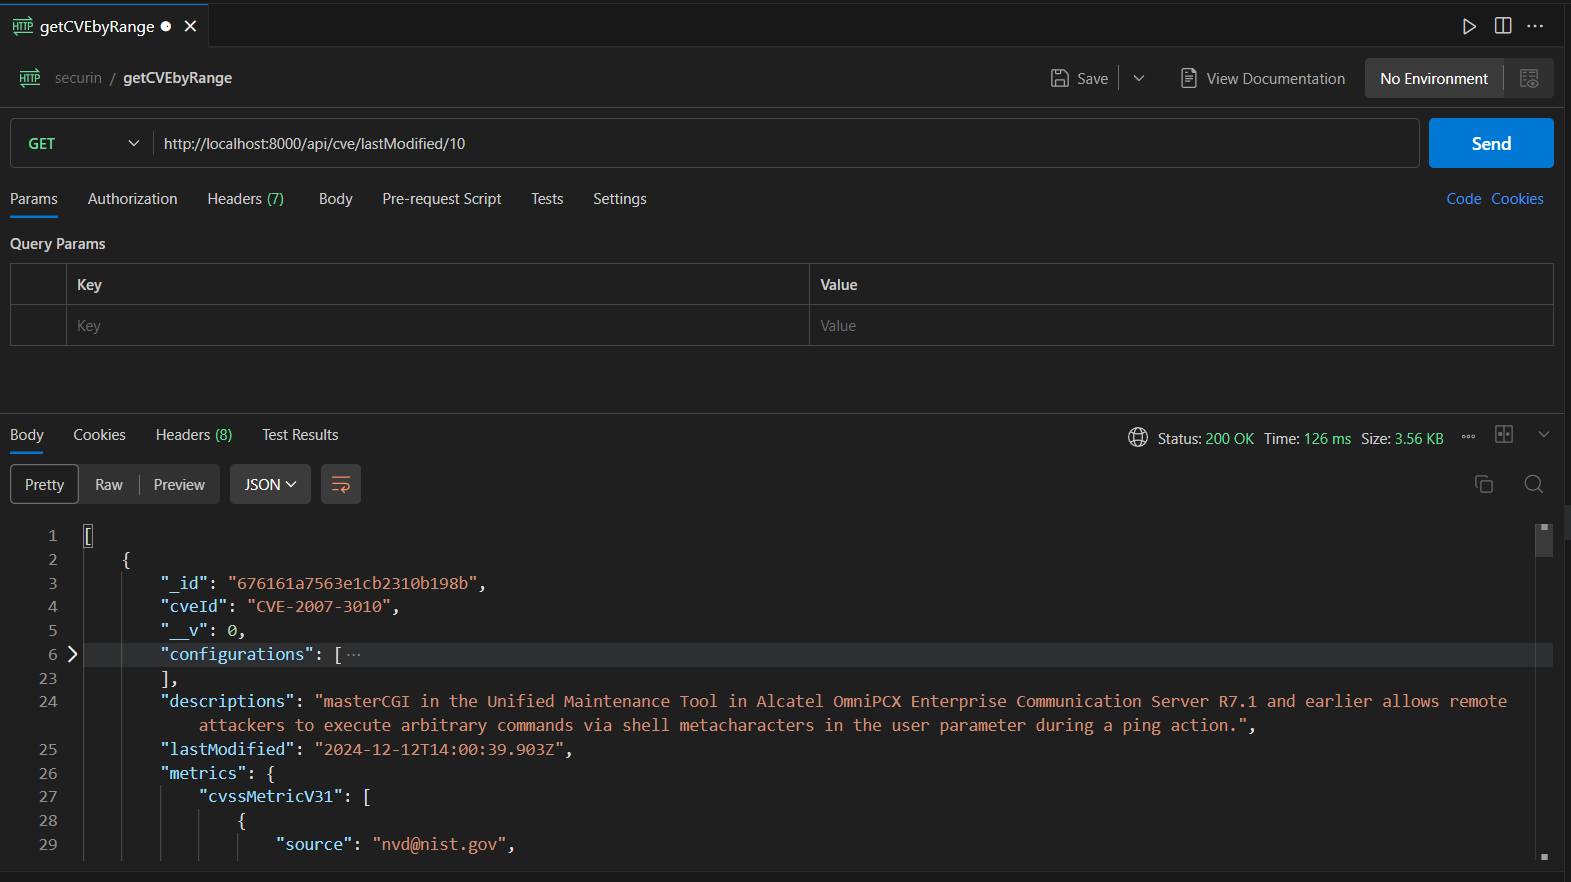 HTTP getCVEbyRange
HTTP securin / getCVEbyRange
Save
View Documentation
No Environment
GET
http://localhost:8000/api/cve/lastModified/10
Send
Params Authorization Headers (7) Body Pre-request Script Tests Settings Code Cookies
Query Params
Key Value
Key Value
Body Cookies Headers (8) Test Results Status: 200 OK Time: 126 ms Size: 3.56 KB
Pretty Raw Preview JSON
1 [
2 {
3 "_id": "676161a7563e1cb2310b198b",
4 "cveId": "CVE-2007-3010",
5 "__v": 0,
6 "configurations": [ ...
23 ],
24 "descriptions": "masterCGI in the Unified Maintenance Tool in Alcatel OmniPCX Enterprise Communication Server R7.1 and earlier allows remote
attackers to execute arbitrary commands via shell metacharacters in the user parameter during a ping action.",
25 "lastModified": "2024-12-12T14:00:39.903Z",
26 "metrics": {
27 "cvssMetricV31": [
28 {
29 "source": "nvd@nist.gov",